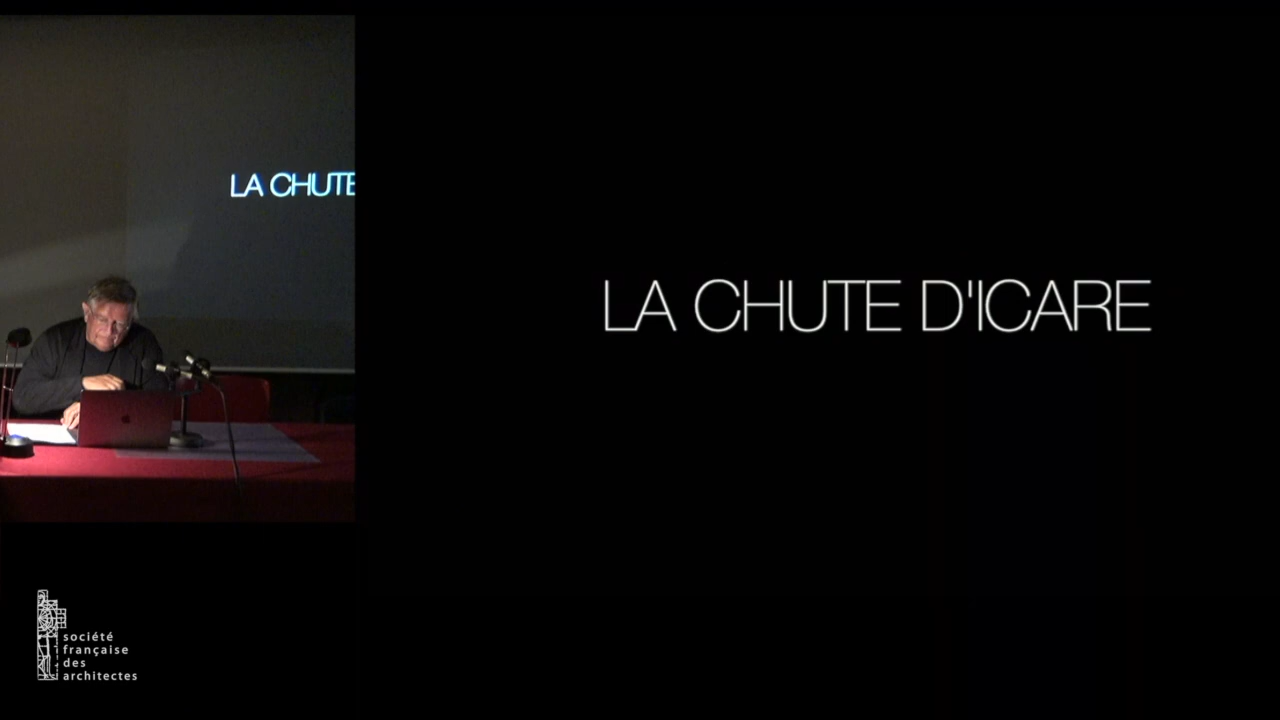 LA CHUTE
LA CHUTE D'ICARE
société
française
des
architectes